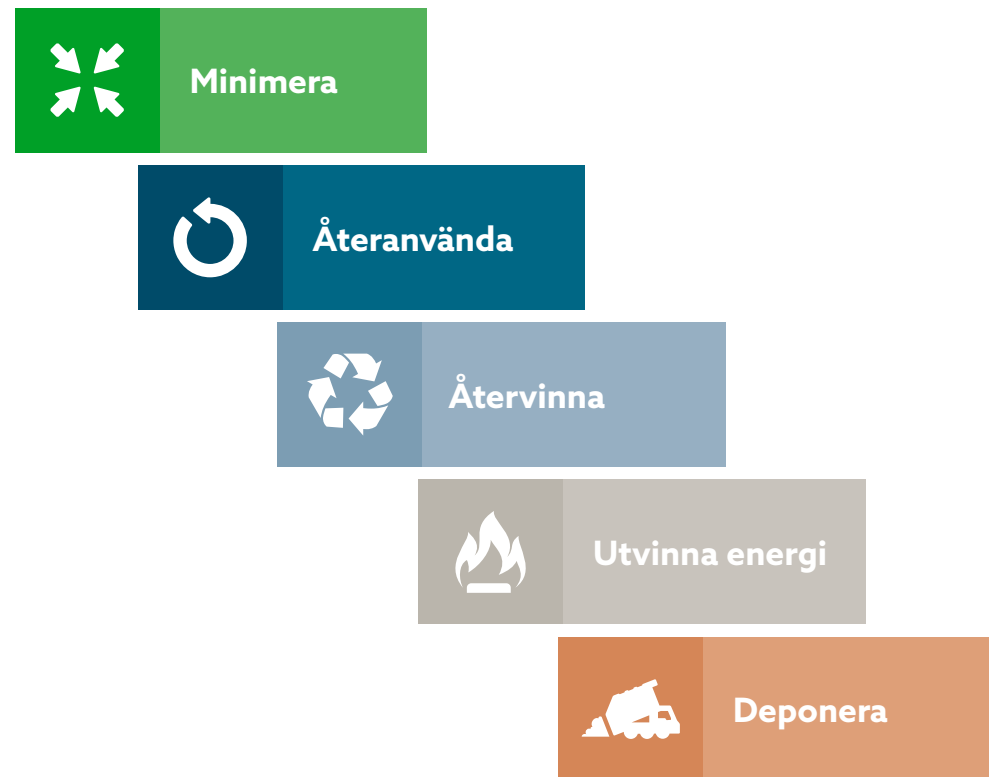 Minimera
Återanvända
Återvinna
Utvinna energi
Deponera